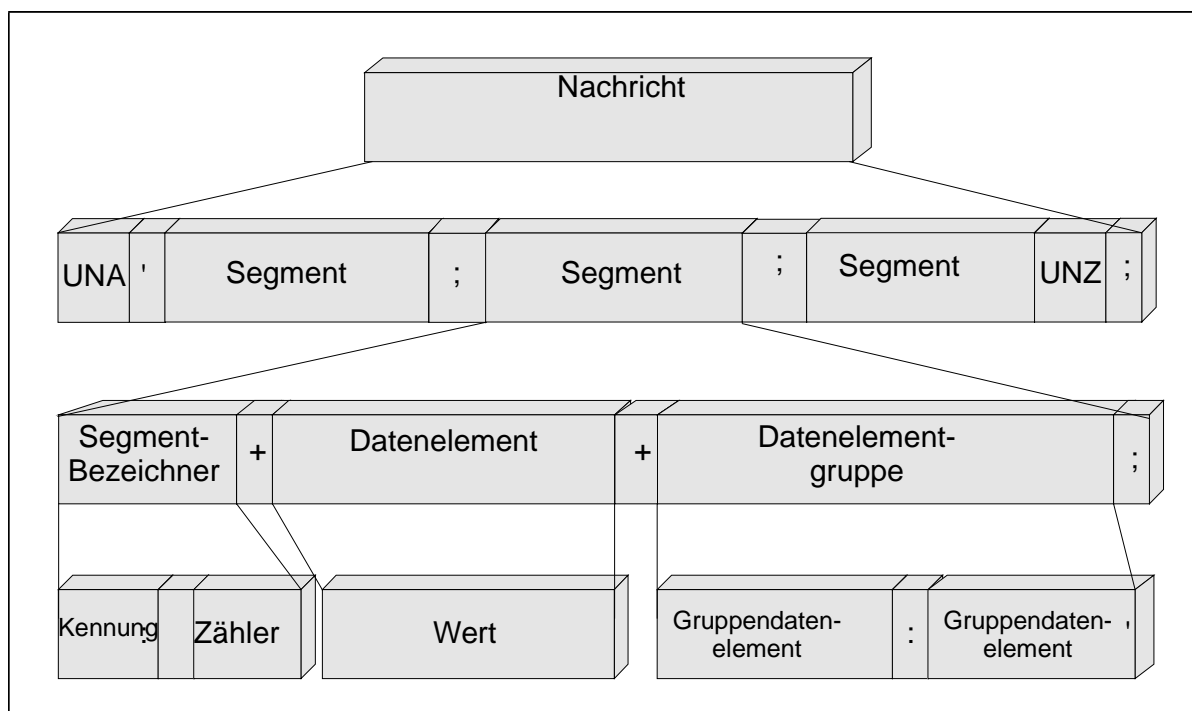 Nachricht
UNA ' Segment ; Segment ; Segment UNZ ;
Segment-
Bezeichner + Datenelement + Datenelement-
gruppe ;
Kennung : Zähler Wert Gruppendaten-
element : Gruppendaten-
element '